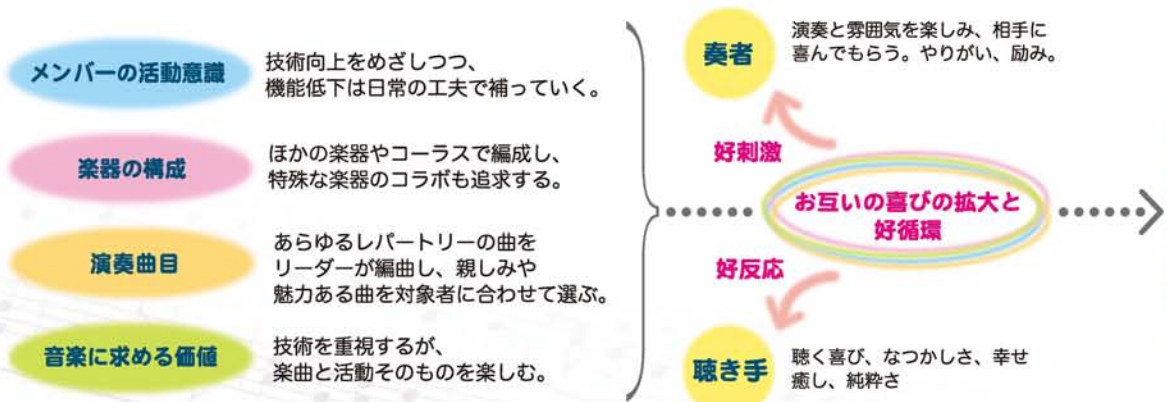 メンバーの活動意識
技術向上をめざしつつ、
機能低下は日常の工夫で補っていく。
楽器の構成
ほかの楽器やコーラスで編成し、
特殊な楽器のコラボも追求する。
演奏曲目
あらゆるレパートリーの曲を
リーダーが編曲し、親しみや
魅力ある曲を対象者に合わせて選ぶ。
音楽に求める価値
技術を重視するが、
楽曲と活動そのものを楽しむ。
奏者
演奏と雰囲気を楽しみ、相手に
喜んでもらう。やりがい、励み。
好刺激
お互いの喜びの拡大と
好循環
好反応
聴き手
聴く喜び、なつかしさ、幸せ
癒し、純粋さ